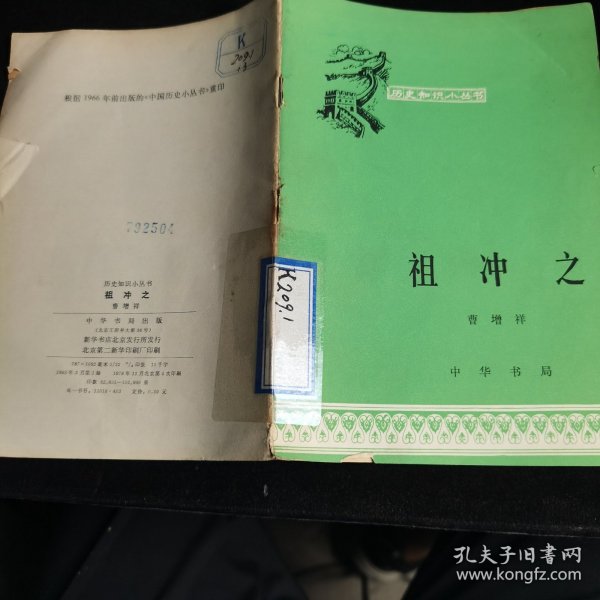 根据1966年前出版的《中国历史小丛书》重印
K
209.1
792504
历史知识小丛书
祖冲之
曹增祥
中华书局出版
新华书店北京发行所发行
北京第二新华印刷厂印刷
K209.1
历史知识小丛书
祖冲之
曹增祥
中华书局
孔夫子旧书网
www.kongfz.com